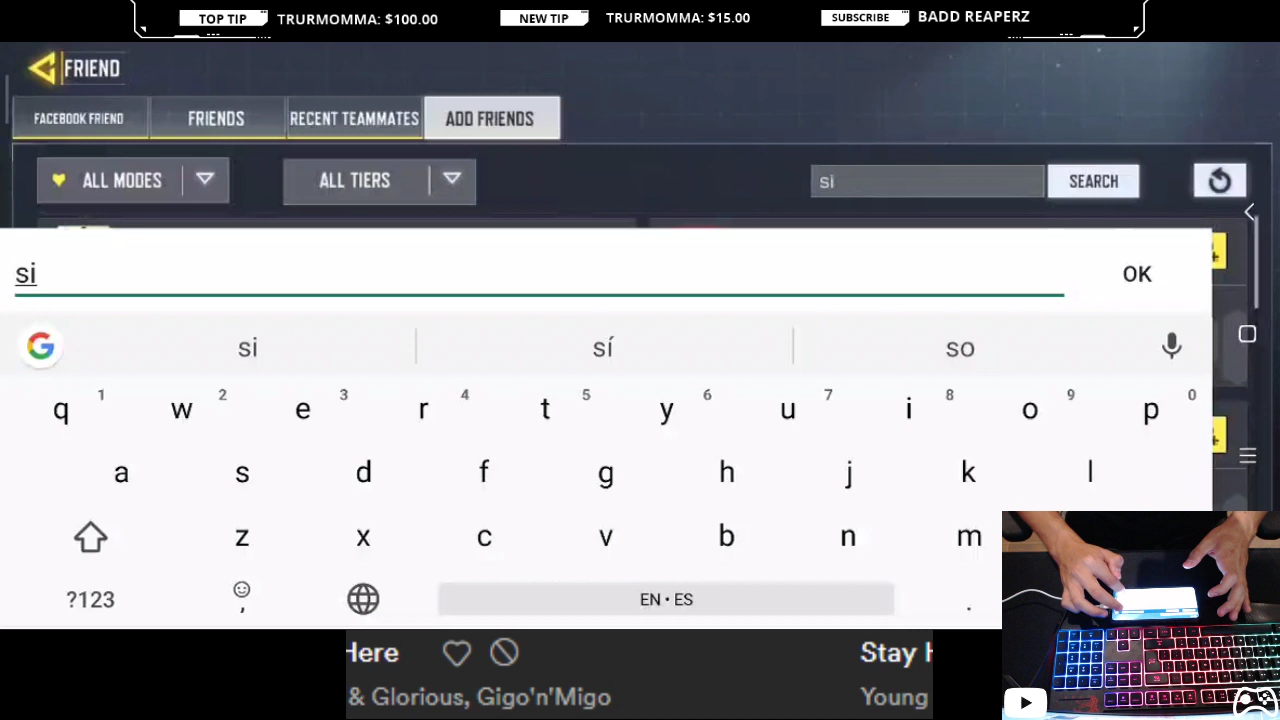 TOP TIP TRURMOMMA: $100.00 NEW TIP TRURMOMMA: $15.00 SUBSCRIBE BADD REAPERZ
FRIEND
FACEBOOK FRIEND FRIENDS RECENT TEAMMATES ADD FRIENDS
ALL MODES ALL TIERS si SEARCH
si OK
si sí so
1 2 3 4 5 6 7 8 9 0
q w e r t y u i o p
a s d f g h j k l
z x c v b n m
?123 , EN • ES .
Here Stay H
& Glorious, Gigo'n'Migo Young